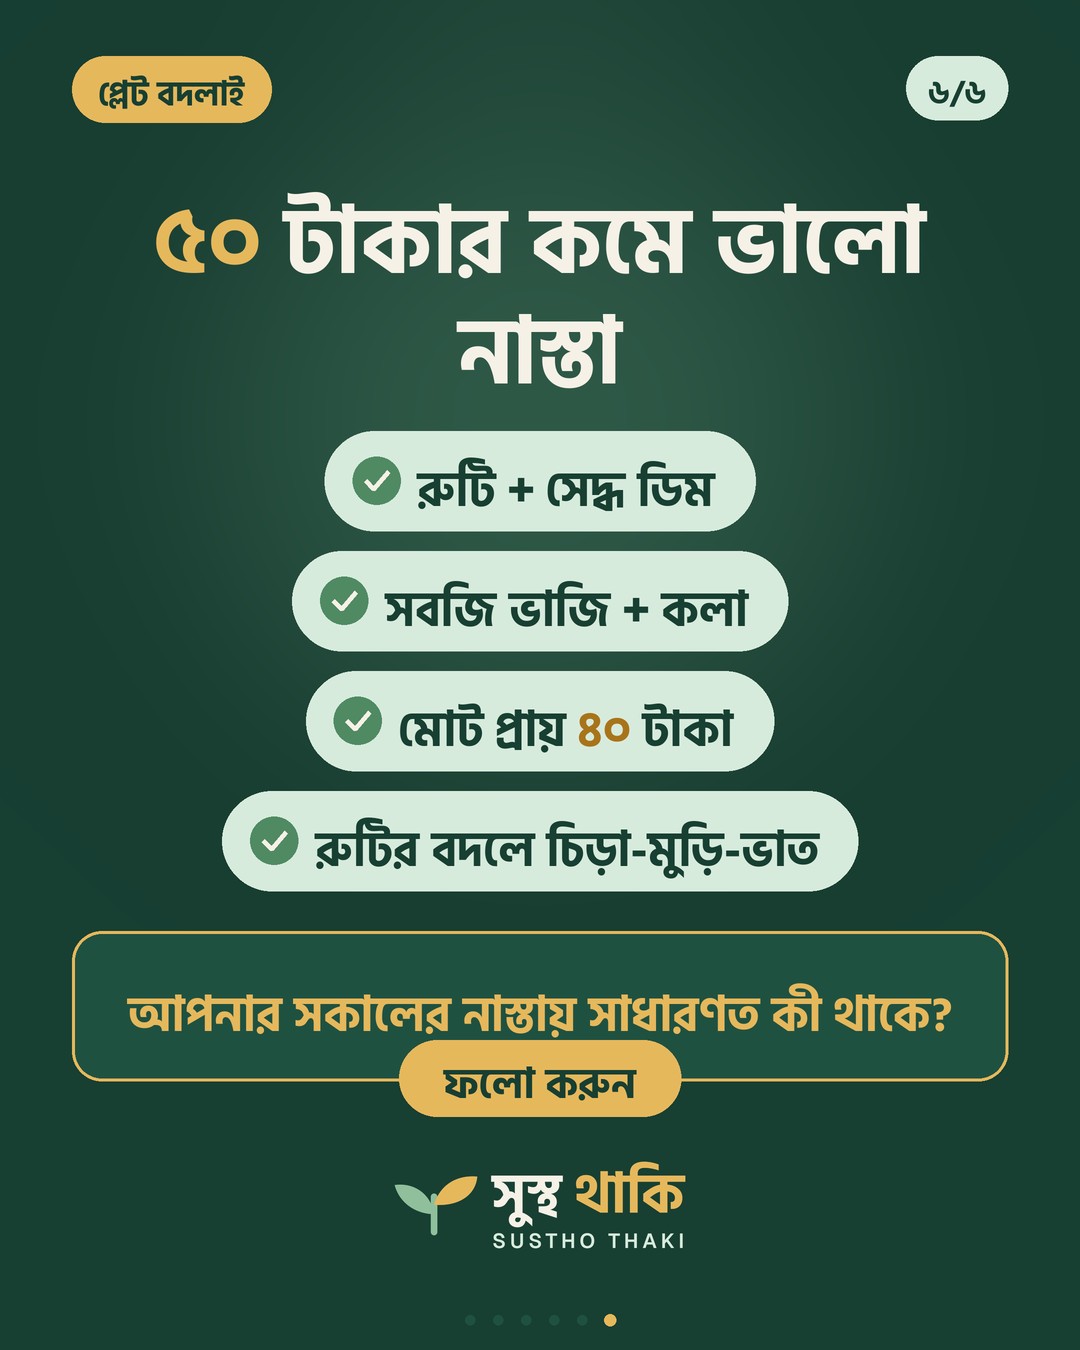 প্লেট বদলাই
৬/৬
৫০ টাকার কমে ভালো
নাস্তা
রুটি + সেদ্ধ ডিম
সবজি ভাজি + কলা
মোট প্রায় ৪০ টাকা
রুটির বদলে চিড়া-মুড়ি-ভাত
আপনার সকালের নাস্তায় সাধারণত কী থাকে?
ফলো করুন
সুস্থ থাকি
SUSTHO THAKI